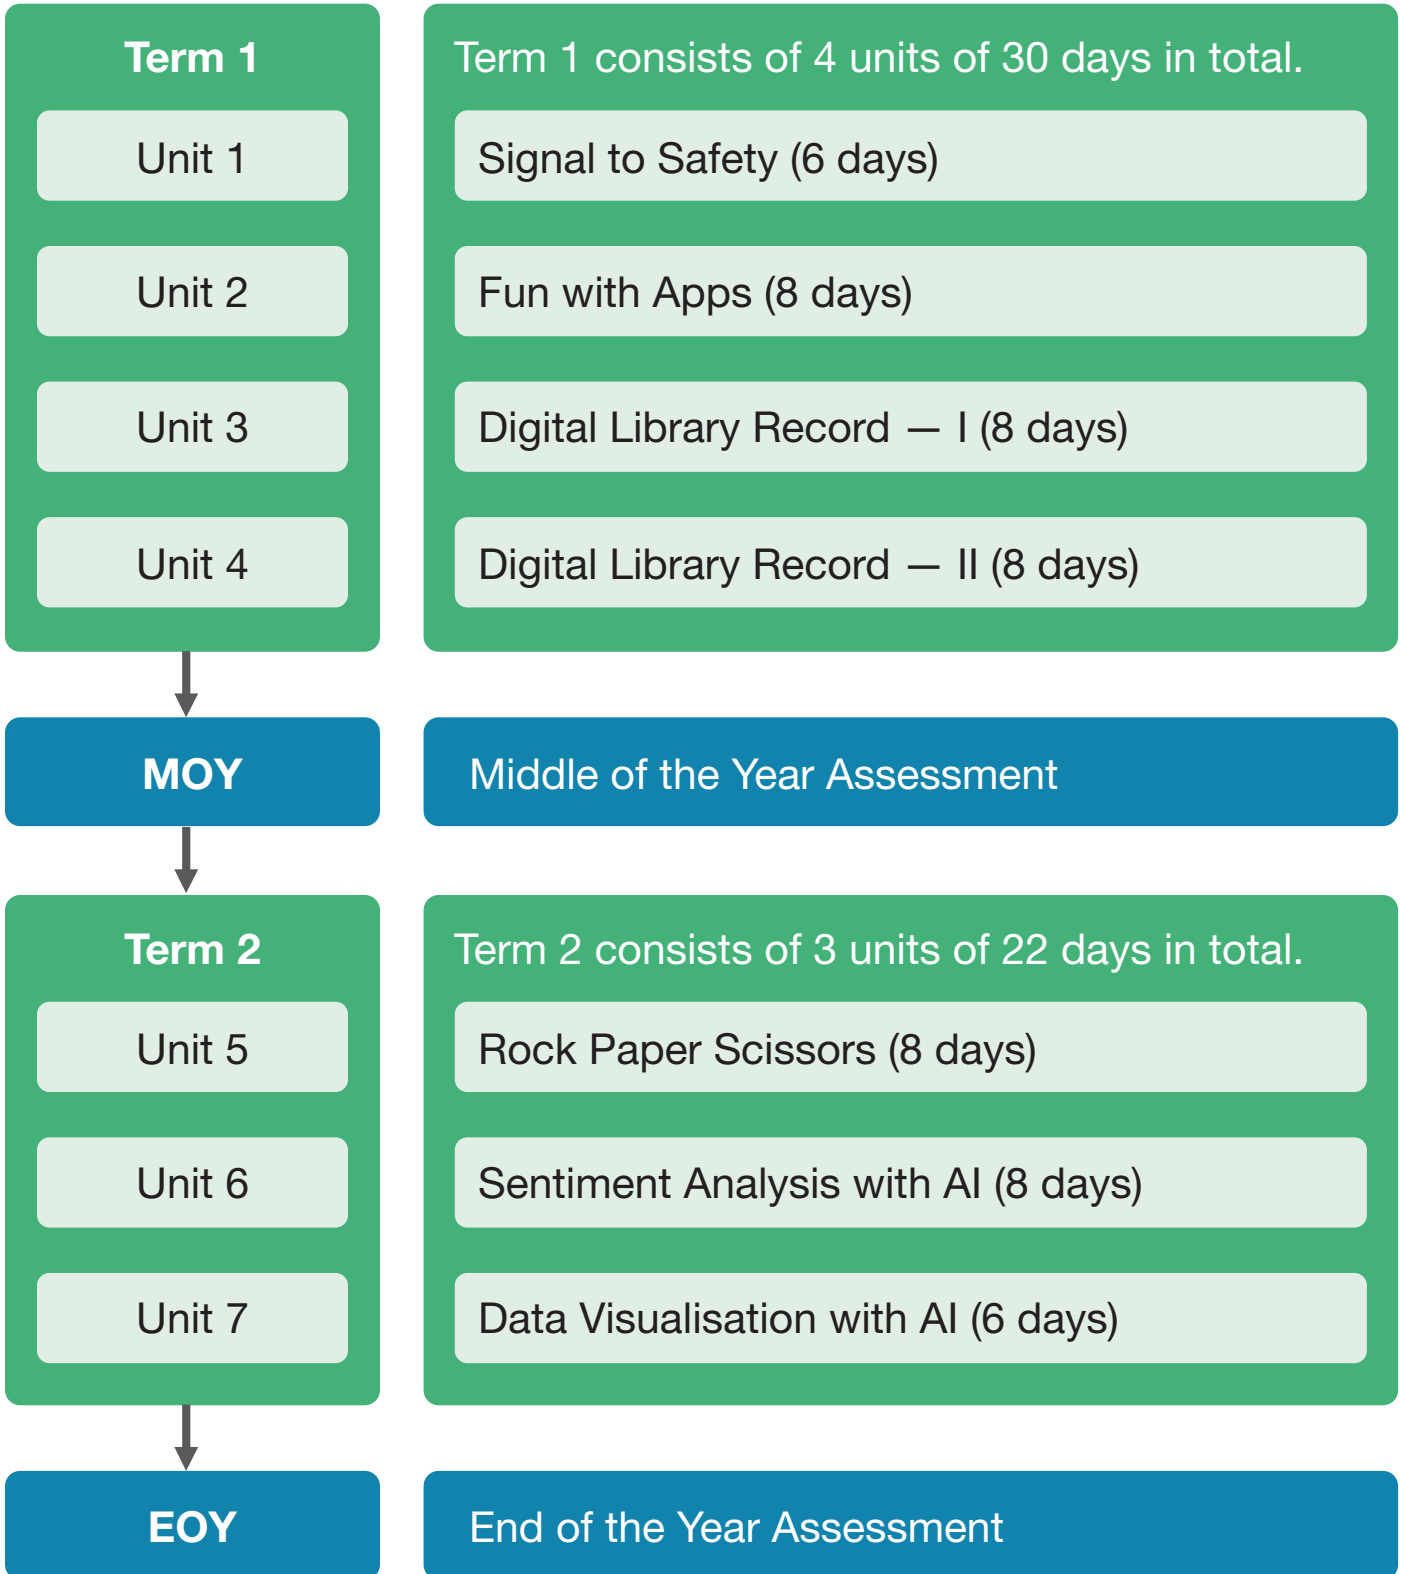 Term 1
Term 1 consists of 4 units of 30 days in total.
Unit 1
Signal to Safety (6 days)
Unit 2
Fun with Apps (8 days)
Unit 3
Digital Library Record — I (8 days)
Unit 4
Digital Library Record — II (8 days)
MOY
Middle of the Year Assessment
Term 2
Term 2 consists of 3 units of 22 days in total.
Unit 5
Rock Paper Scissors (8 days)
Unit 6
Sentiment Analysis with AI (8 days)
Unit 7
Data Visualisation with AI (6 days)
EOY
End of the Year Assessment